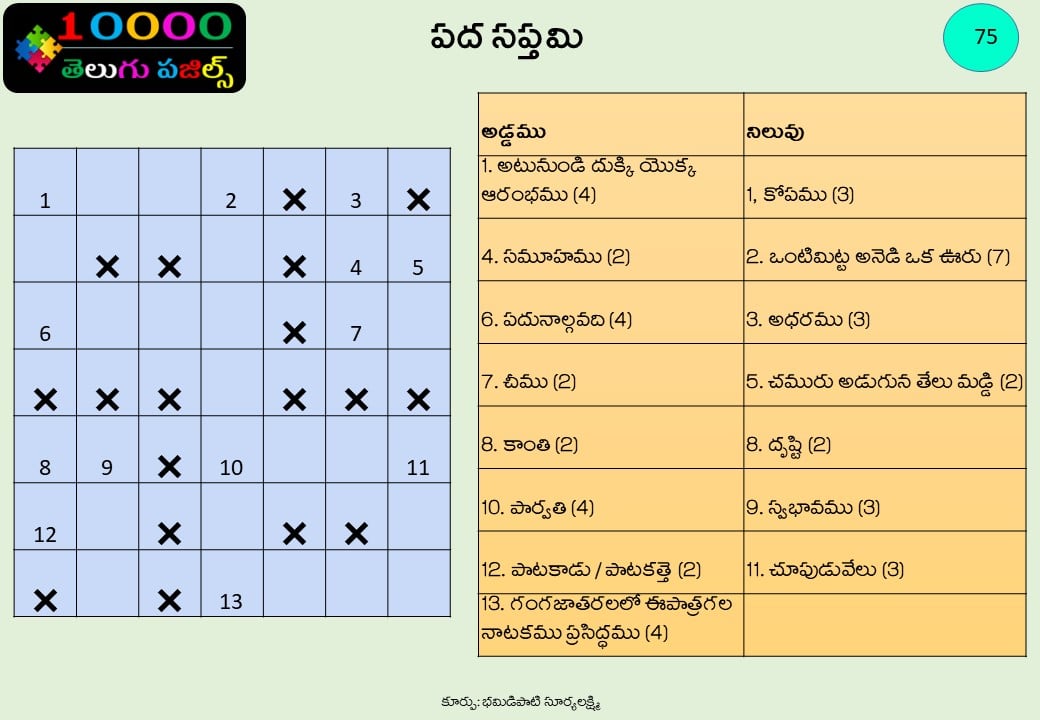 10000
తెలుగు పజిల్స్
పద సప్తమి
75
1 2 3
4 5
6 7
8 9 10 11
12
13
అడ్డము నిలువు
1. అటునుండి దుక్కి యొక్క
ఆరంభము (4)
1, కోపము (3)
4. సమూహము (2)
2. ఒంటిమిట్ట అనెడి ఒక ఊరు (7)
6. ఏదునాల్గవది (4)
3. అధరము (3)
7. చీము (2)
5. చమురు అడుగున తేలు మడ్డి (2)
8. కాంతి (2)
8. దృష్టి (2)
10. పార్వతి (4)
9. స్వభావము (3)
12. పాటకాడు / పాటకత్తె (2)
11. చూపుడువేలు (3)
13. గంగజాతరలలో ఈపాత్రగల
నాటకము ప్రసిద్ధము (4)
కూర్పు: భమిడిపాటి సూర్యలక్ష్మి